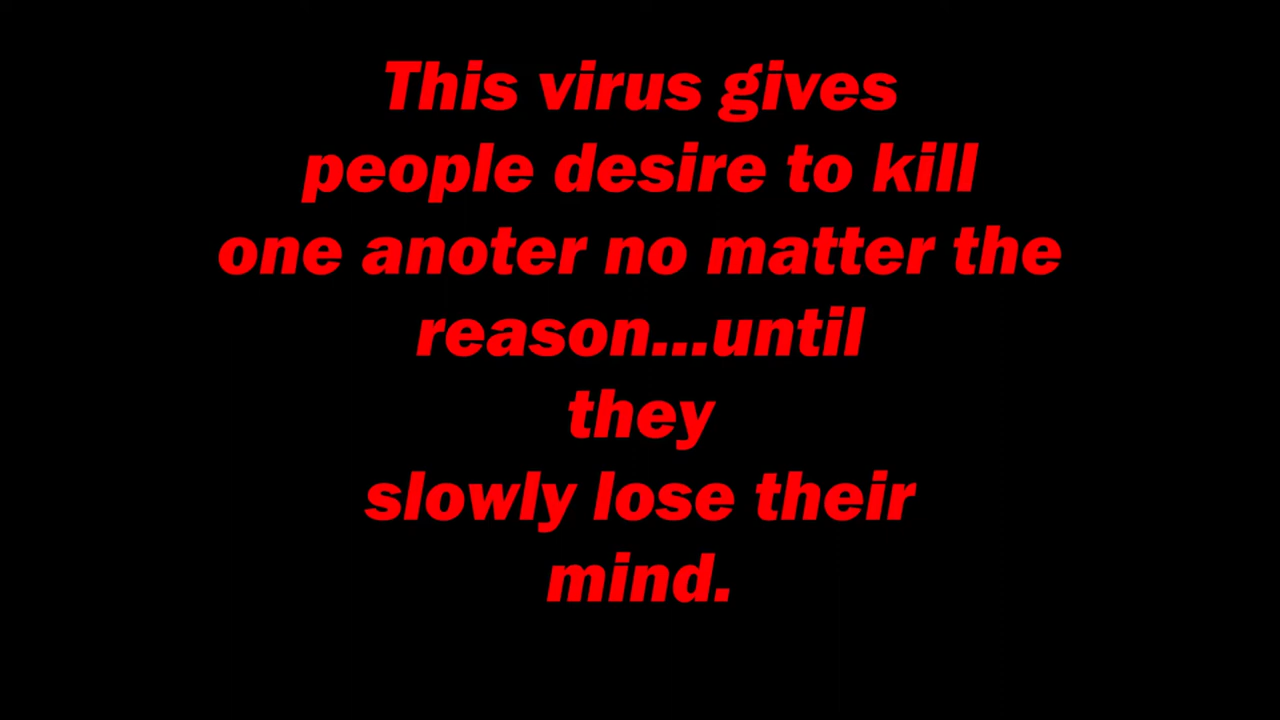 This virus gives
people desire to kill
one anoter no matter the
reason...until
they
slowly lose their
mind.